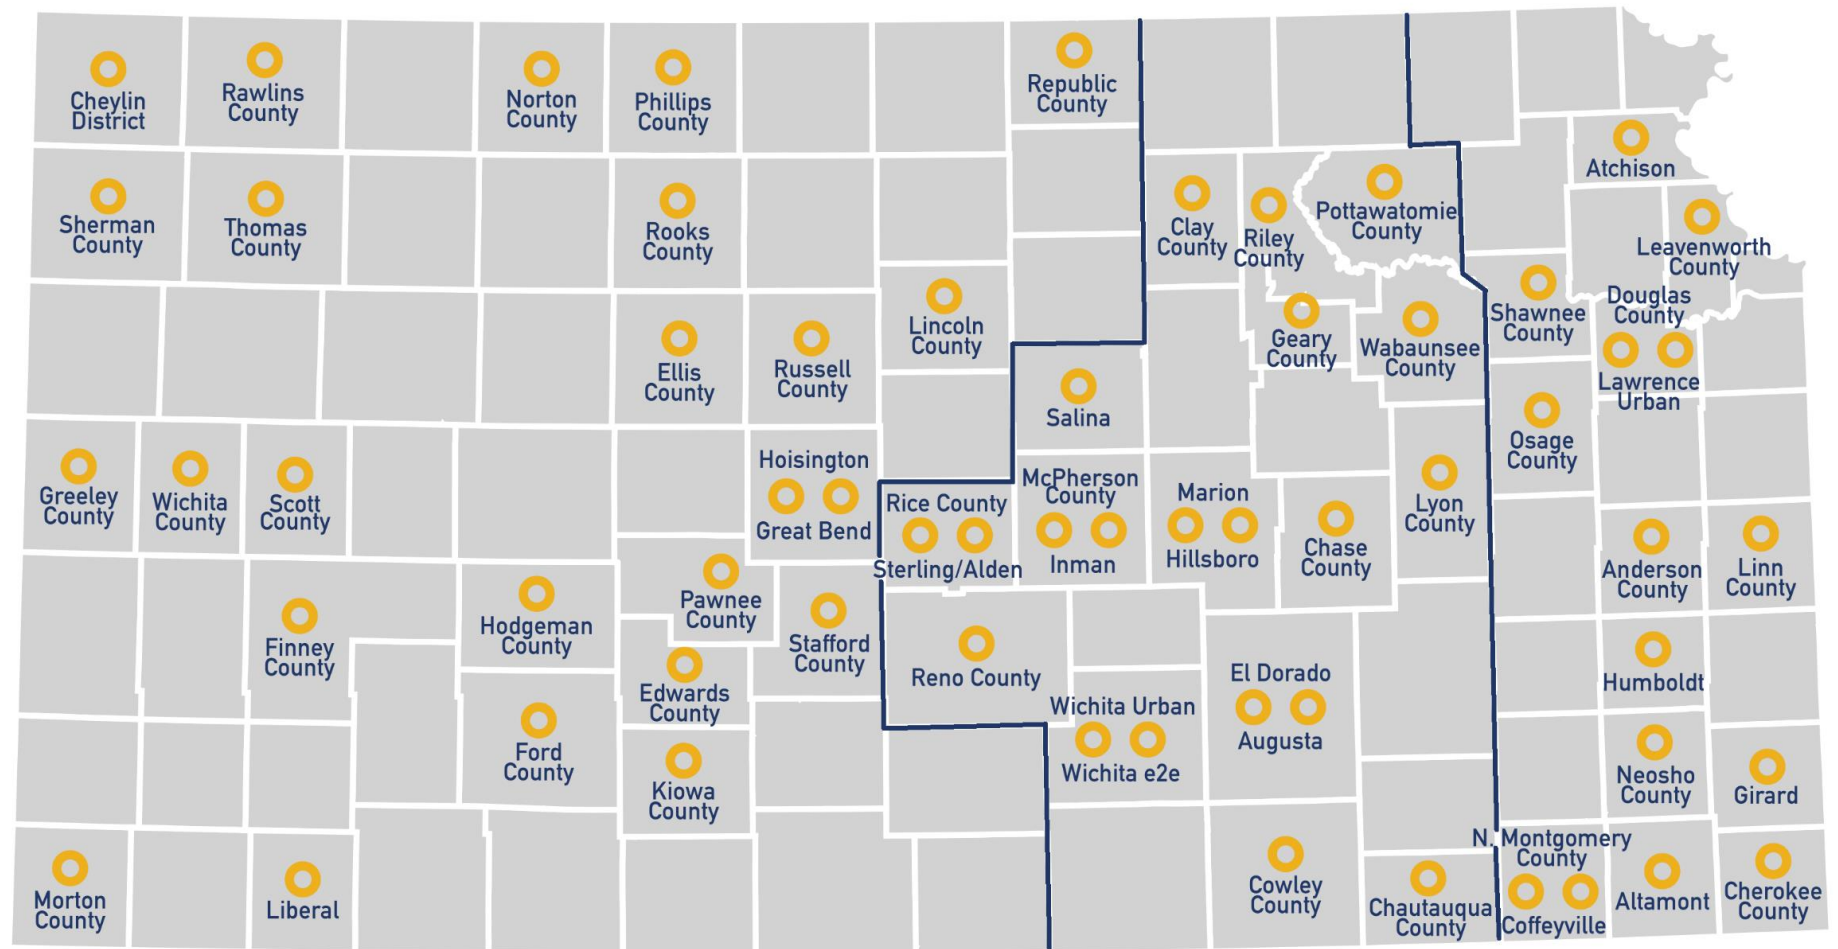 Cheylin
District
Rawlins
County
Norton
County
Phillips
County
Republic
County
Atchison
Sherman
County
Thomas
County
Rooks
County
Clay
County
Riley
County
Pottawatomie
County
Leavenworth
County
Lincoln
County
Ellis
County
Russell
County
Geary
County
Wabaunsee
County
Shawnee
County
Douglas
County
Lawrence
Urban
Salina
Osage
County
Greeley
County
Wichita
County
Scott
County
Hoisington
Great Bend
Rice County
Sterling/Alden
McPherson
County
Inman
Marion
Hillsboro
Chase
County
Lyon
County
Anderson
County
Linn
County
Finney
County
Hodgeman
County
Pawnee
County
Stafford
County
Edwards
County
Reno County
El Dorado
Augusta
Humboldt
Wichita Urban
Wichita e2e
Ford
County
Kiowa
County
Neosho
County
Girard
Morton
County
Liberal
Cowley
County
Chautauqua
County
N. Montgomery
County
Coffeyville
Altamont
Cherokee
County